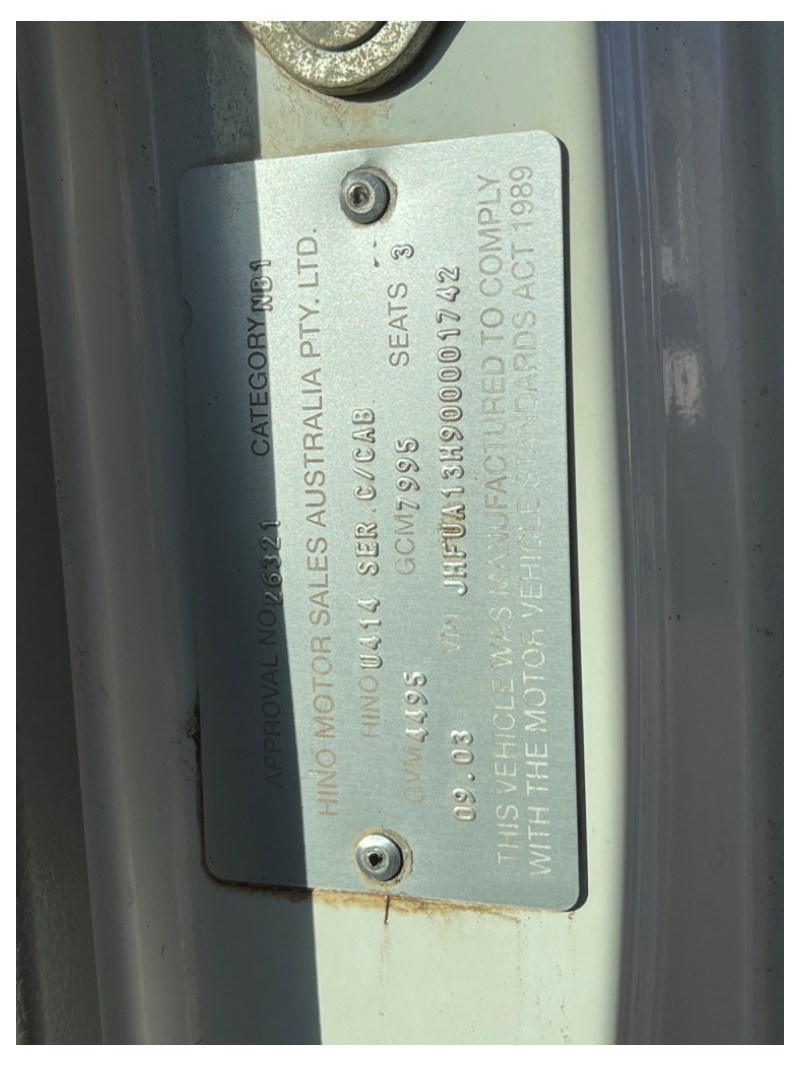 APPROVAL NO 26321 CATEGORY NB1
HINO MOTOR SALES AUSTRALIA PTY. LTD.
HINO U414 SER C/CAB
GVM 4495 GCM 7995 SEATS 3
09.03 VIN JHFUA13H900001742
THIS VEHICLE WAS MANUFACTURED TO COMPLY
WITH THE MOTOR VEHICLE STANDARDS ACT 1989